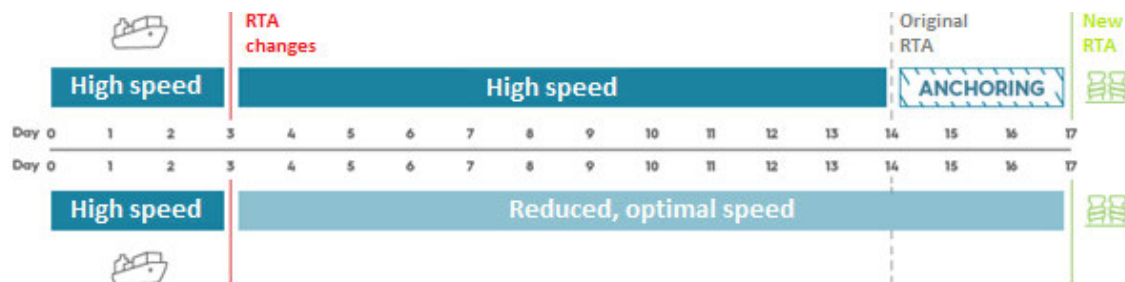 RTA
changes
Original
RTA
New
RTA
High speed
High speed
ANCHORING
Day 0 1 2 3 4 5 6 7 8 9 10 11 12 13 14 15 16 17
Day 0 1 2 3 4 5 6 7 8 9 10 11 12 13 14 15 16 17
High speed
Reduced, optimal speed